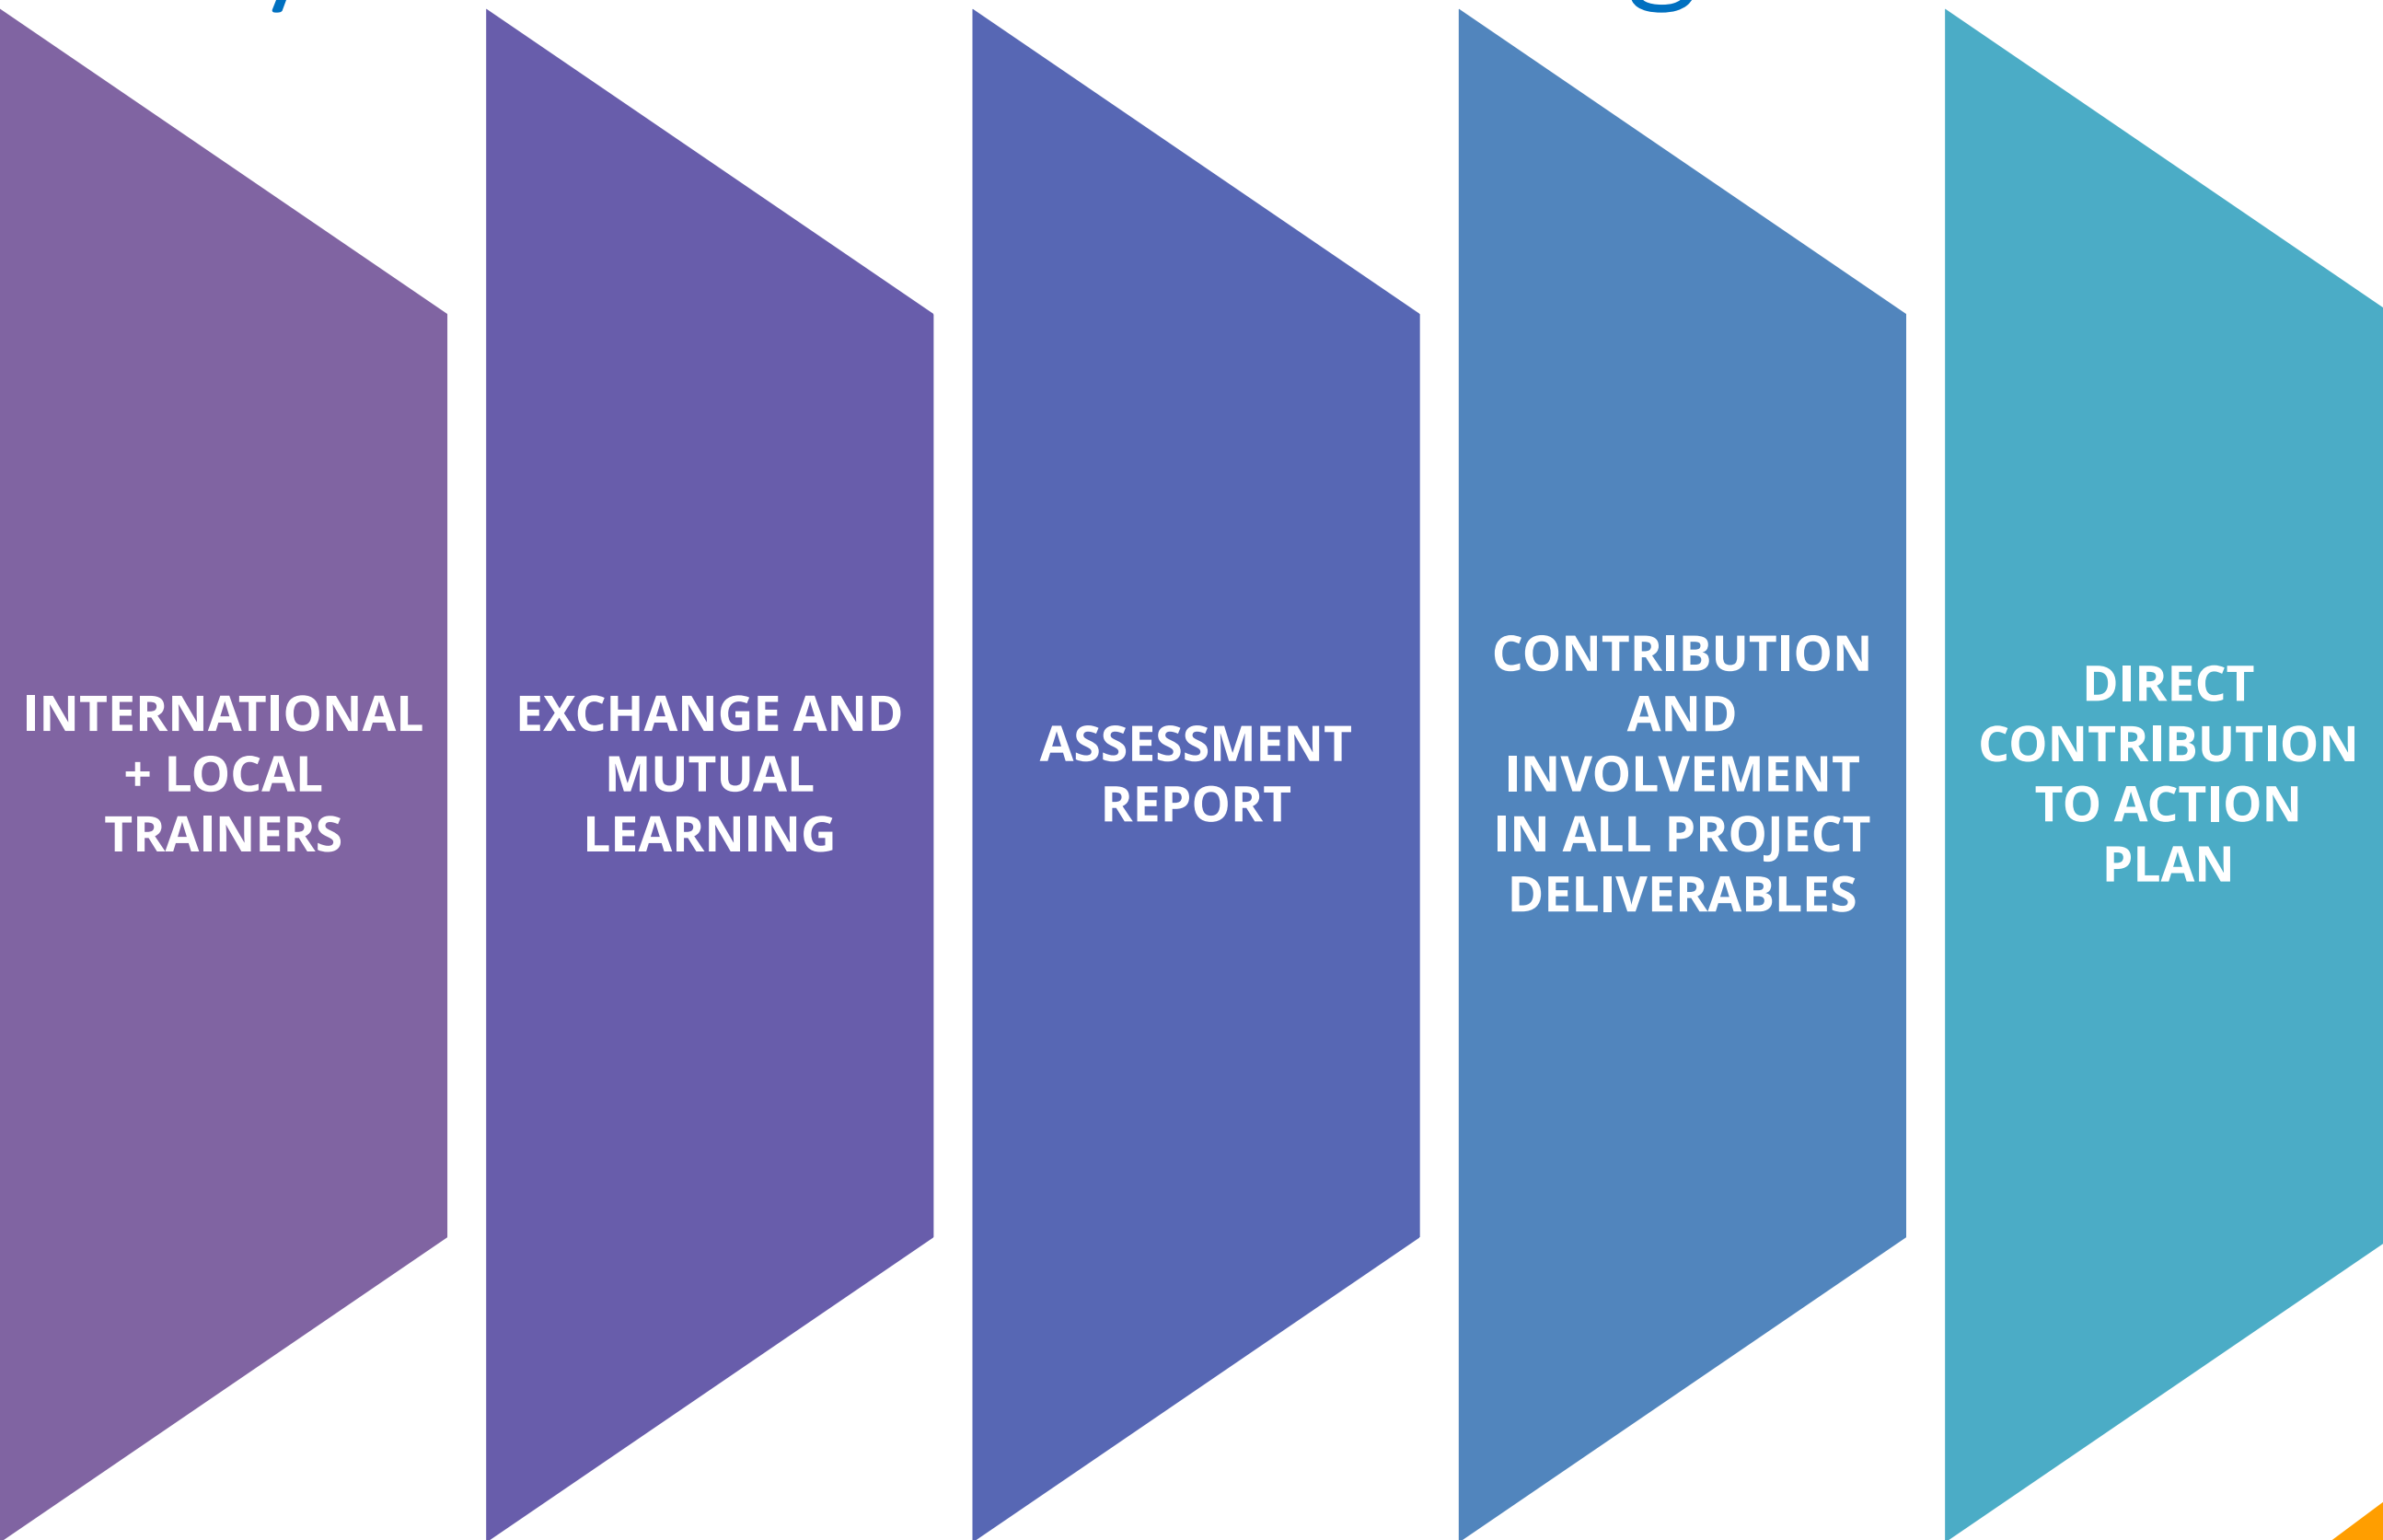 INTERNATIONAL
+ LOCAL
TRAINERS
EXCHANGE AND
MUTUAL
LEARNING
ASSESSMENT
REPORT
CONTRIBUTION
AND
INVOLVEMENT
IN ALL PROJECT
DELIVERABLES
DIRECT
CONTRIBUTION
TO ACTION
PLAN